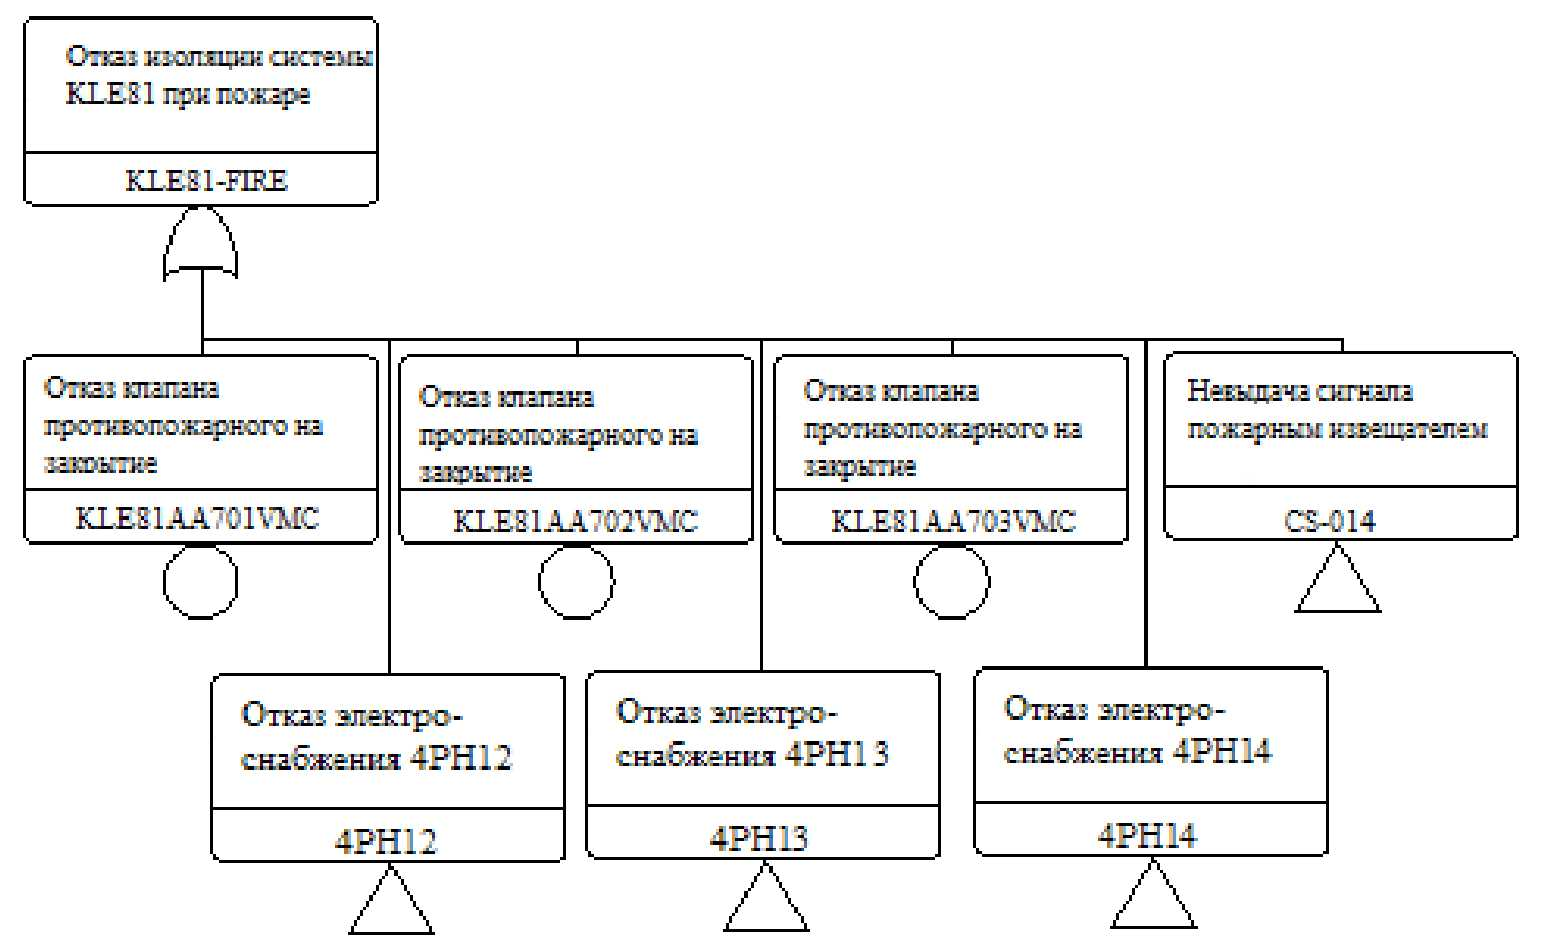 Отказ изоляции системы
KLE81 при пожаре
KLE81-FIRE
Отказ клапана
противопожарного на
закрытие
KLE81AA701VMC
Отказ клапана
противопожарного на
закрытие
KLE81AA702VMC
Отказ клапана
противопожарного на
закрытие
KLE81AA703VMC
Невыдача сигнала
пожарным извещателем
CS-014
Отказ электро-
снабжения 4PH12
4PH12
Отказ электро-
снабжения 4PH13
4PH13
Отказ электро-
снабжения 4PH14
4PH14